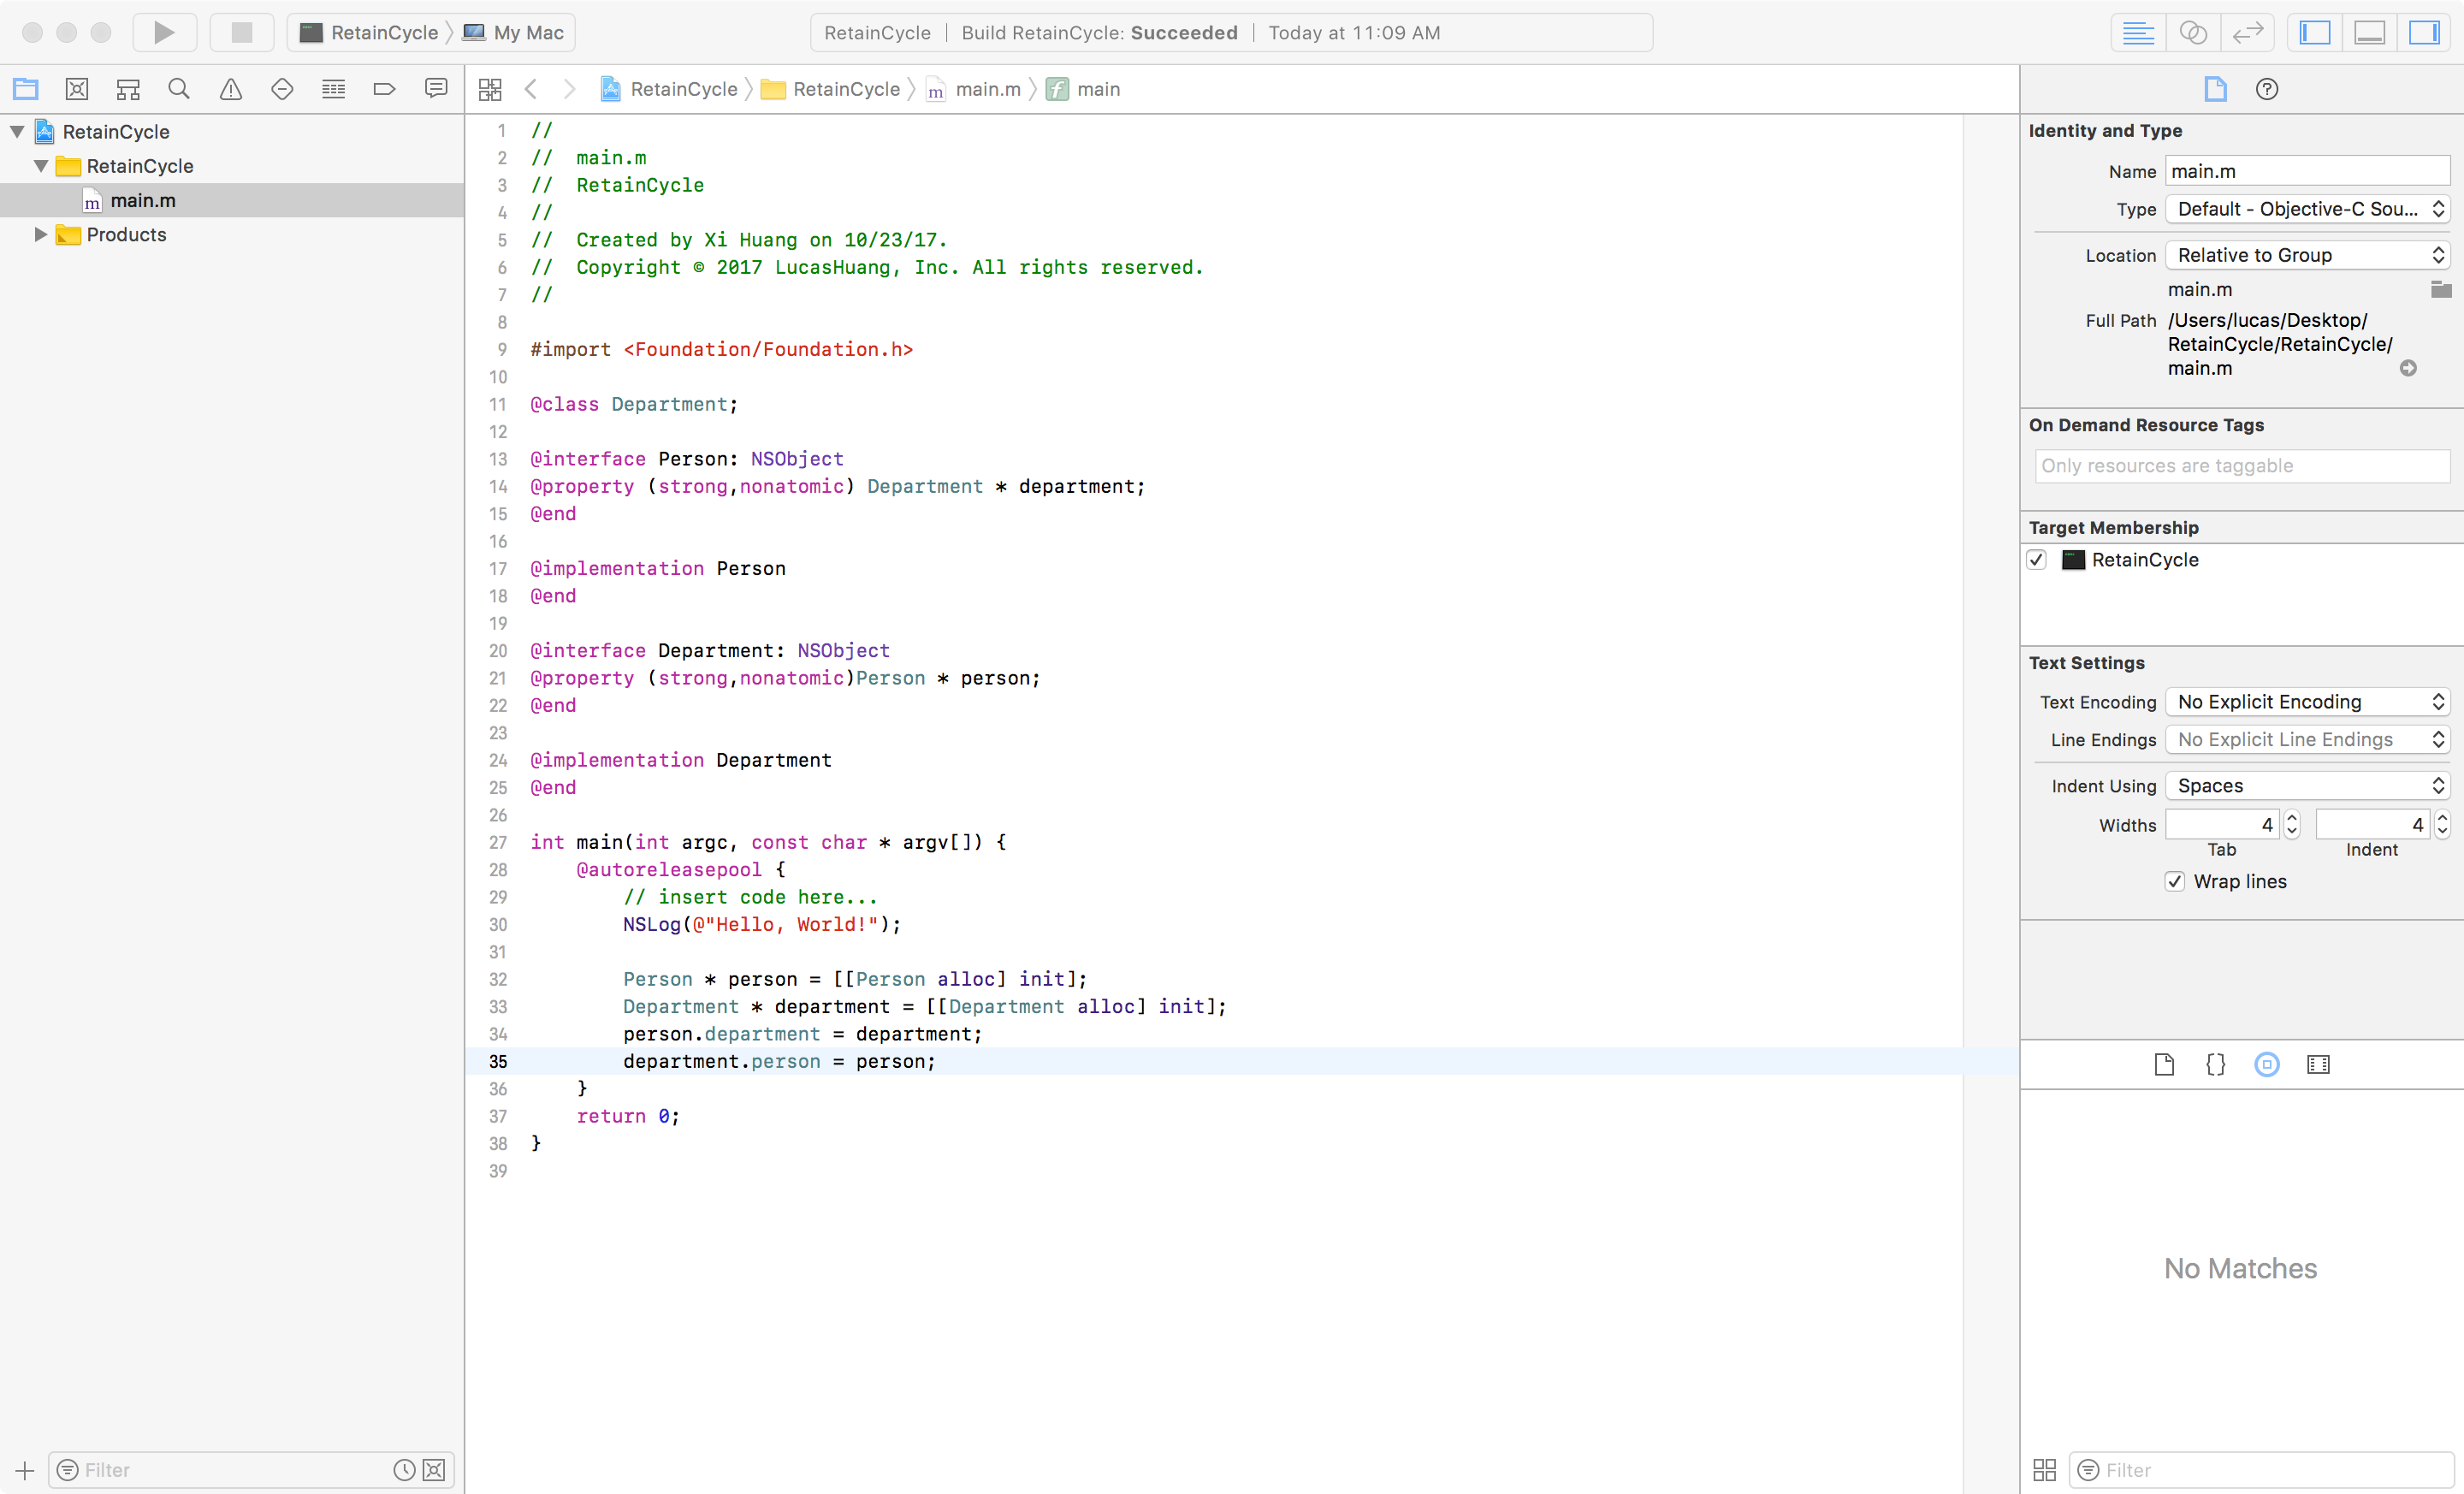 RetainCycle My Mac
RetainCycle Build RetainCycle: Succeeded Today at 11:09 AM
RetainCycle
RetainCycle
m main.m
Products
Filter
RetainCycle RetainCycle m main.m f main
1 //
2 //  main.m
3 //  RetainCycle
4 //
5 //  Created by Xi Huang on 10/23/17.
6 //  Copyright © 2017 LucasHuang, Inc. All rights reserved.
7 //
8
9 #import <Foundation/Foundation.h>
10
11 @class Department;
12
13 @interface Person: NSObject
14 @property (strong,nonatomic) Department * department;
15 @end
16
17 @implementation Person
18 @end
19
20 @interface Department: NSObject
21 @property (strong,nonatomic)Person * person;
22 @end
23
24 @implementation Department
25 @end
26
27 int main(int argc, const char * argv[]) {
28     @autoreleasepool {
29         // insert code here...
30         NSLog(@"Hello, World!");
31
32         Person * person = [[Person alloc] init];
33         Department * department = [[Department alloc] init];
34         person.department = department;
35         department.person = person;
36     }
37     return 0;
38 }
39
Identity and Type
Name main.m
Type Default - Objective-C Sou...
Location Relative to Group
main.m
Full Path /Users/lucas/Desktop/
RetainCycle/RetainCycle/
main.m
On Demand Resource Tags
Only resources are taggable
Target Membership
RetainCycle
Text Settings
Text Encoding No Explicit Encoding
Line Endings No Explicit Line Endings
Indent Using Spaces
Widths 4 4
Tab Indent
Wrap lines
{}
No Matches
Filter